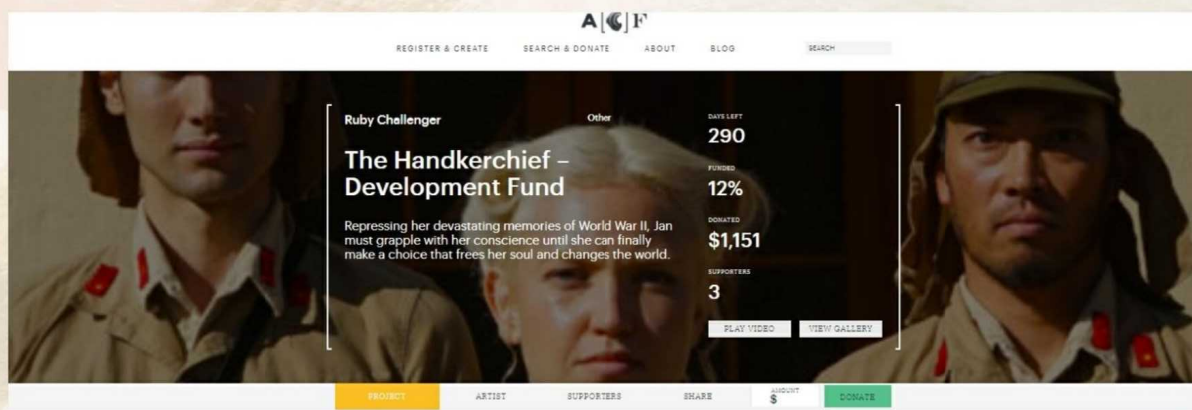 A[C]F
REGISTER & CREATE SEARCH & DONATE ABOUT BLOG SEARCH
Ruby Challenger Other
The Handkerchief –
Development Fund
Repressing her devastating memories of World War II, Jan
must grapple with her conscience until she can finally
make a choice that frees her soul and changes the world.
DAYS LEFT
290
FUNDED
12%
DONATED
$1,151
SUPPORTERS
3
PLAY VIDEO VIEW GALLERY
PROJECT ARTIST SUPPORTERS SHARE AMOUNT $ DONATE